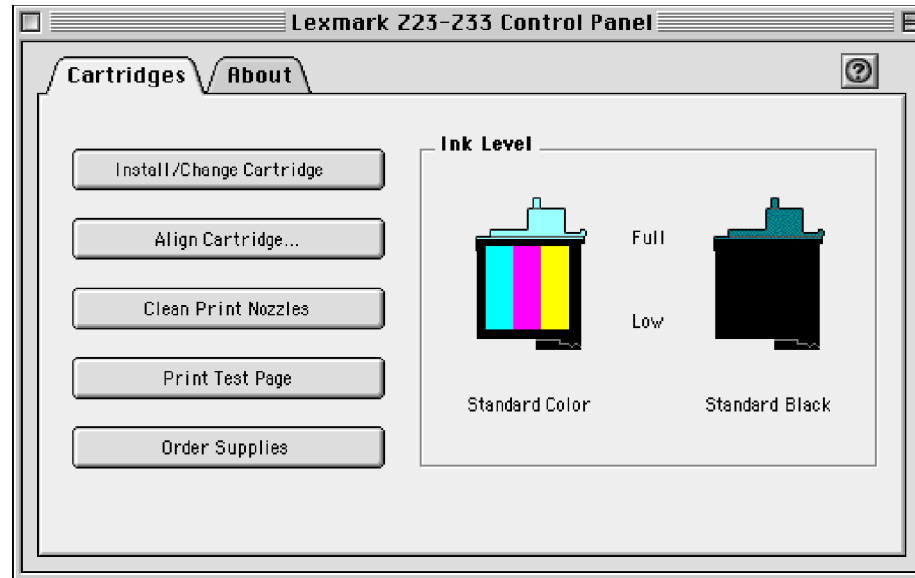 Lexmark Z23-Z33 Control Panel
Cartridges
About
?
Install/Change Cartridge
Align Cartridge...
Clean Print Nozzles
Print Test Page
Order Supplies
Ink Level
Full
Low
Standard Color
Standard Black